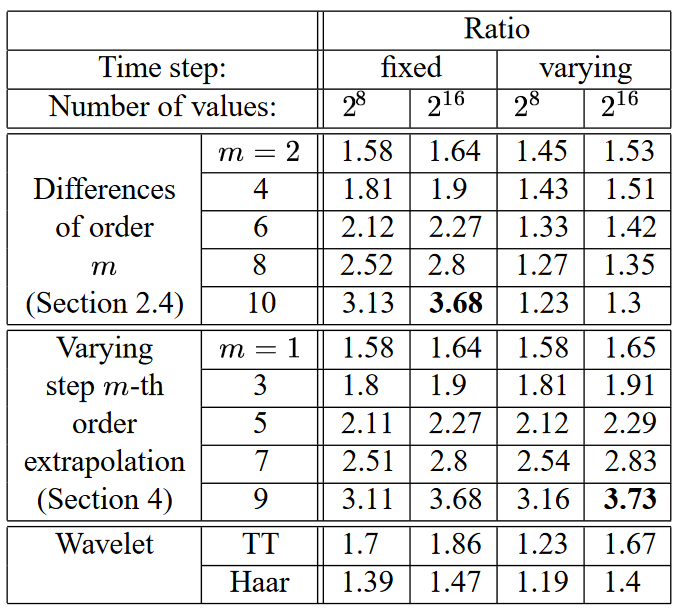 Ratio
Time step: fixed varying
Number of values: 2^8 2^16 2^8 2^16
m = 2 1.58 1.64 1.45 1.53
Differences 4 1.81 1.9 1.43 1.51
of order 6 2.12 2.27 1.33 1.42
m 8 2.52 2.8 1.27 1.35
(Section 2.4) 10 3.13 3.68 1.23 1.3
Varying m = 1 1.58 1.64 1.58 1.65
step m-th 3 1.8 1.9 1.81 1.91
order 5 2.11 2.27 2.12 2.29
extrapolation 7 2.51 2.8 2.54 2.83
(Section 4) 9 3.11 3.68 3.16 3.73
Wavelet TT 1.7 1.86 1.23 1.67
Haar 1.39 1.47 1.19 1.4